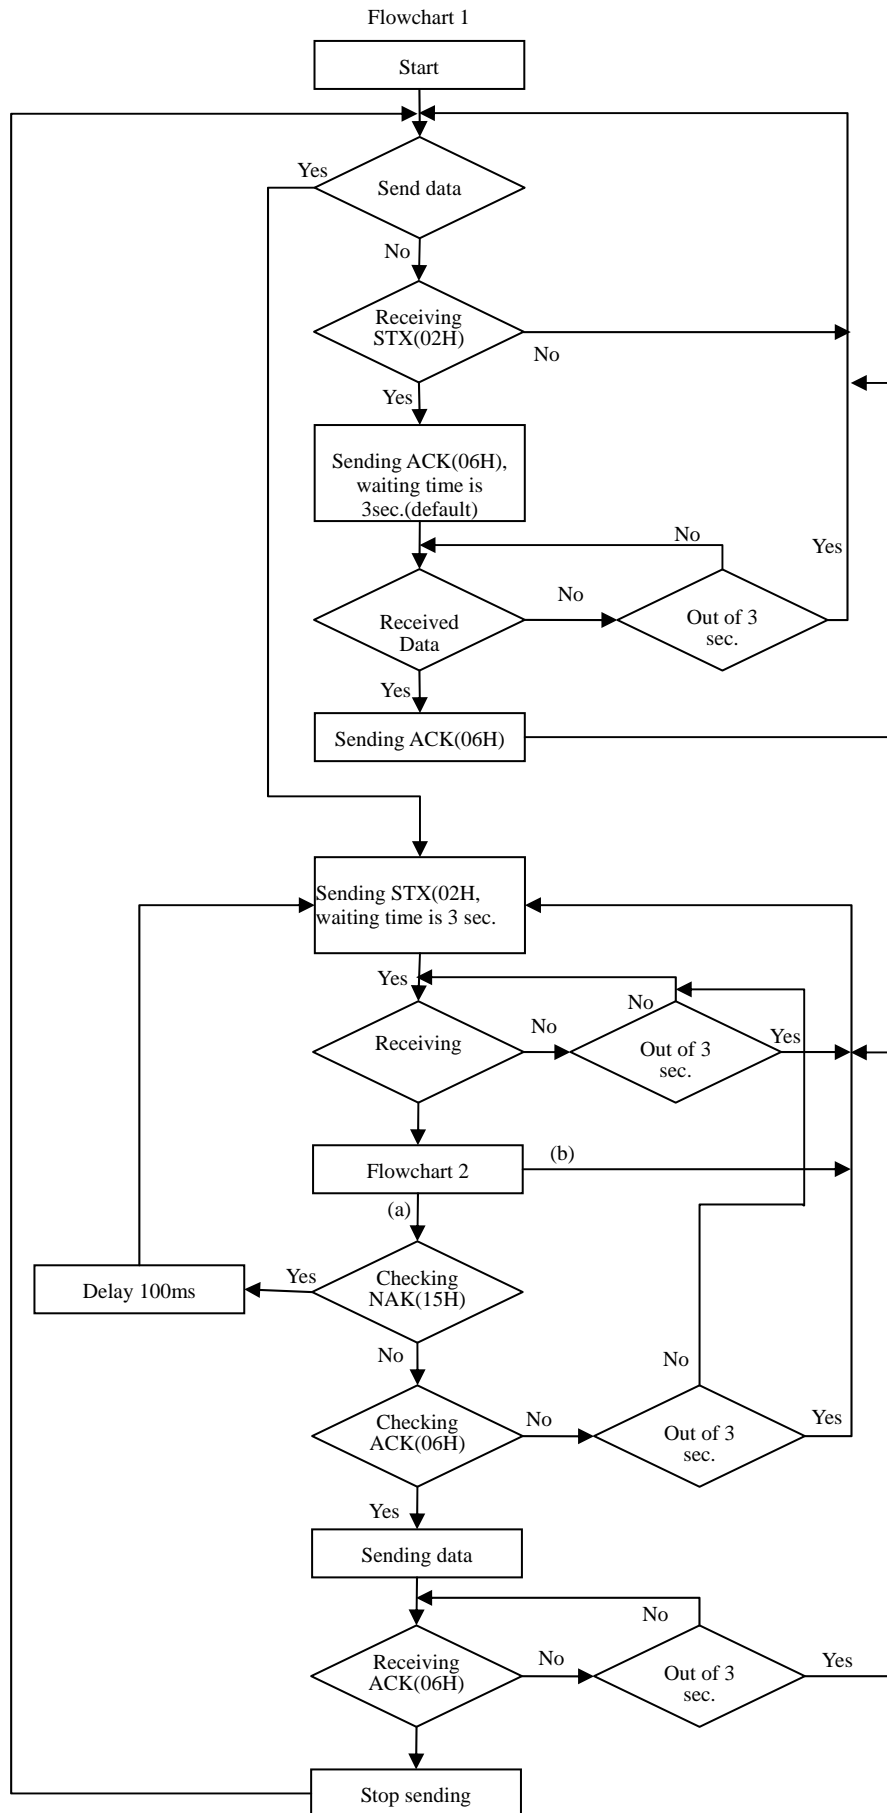 Flowchart 1
Start
Yes
Send data
No
Receiving
STX(02H)
No
Yes
Sending ACK(06H),
waiting time is
3sec.(default)
No
Yes
No
Received
Data
Out of 3
sec.
Yes
Sending ACK(06H)
Sending STX(02H,
waiting time is 3 sec.
Yes
No
No
Yes
Receiving
Out of 3
sec.
(b)
Flowchart 2
(a)
Yes
Checking
NAK(15H)
Delay 100ms
No
No
Checking
ACK(06H)
No
Out of 3
sec.
Yes
Yes
Sending data
No
Receiving
ACK(06H)
No
Out of 3
sec.
Yes
Stop sending